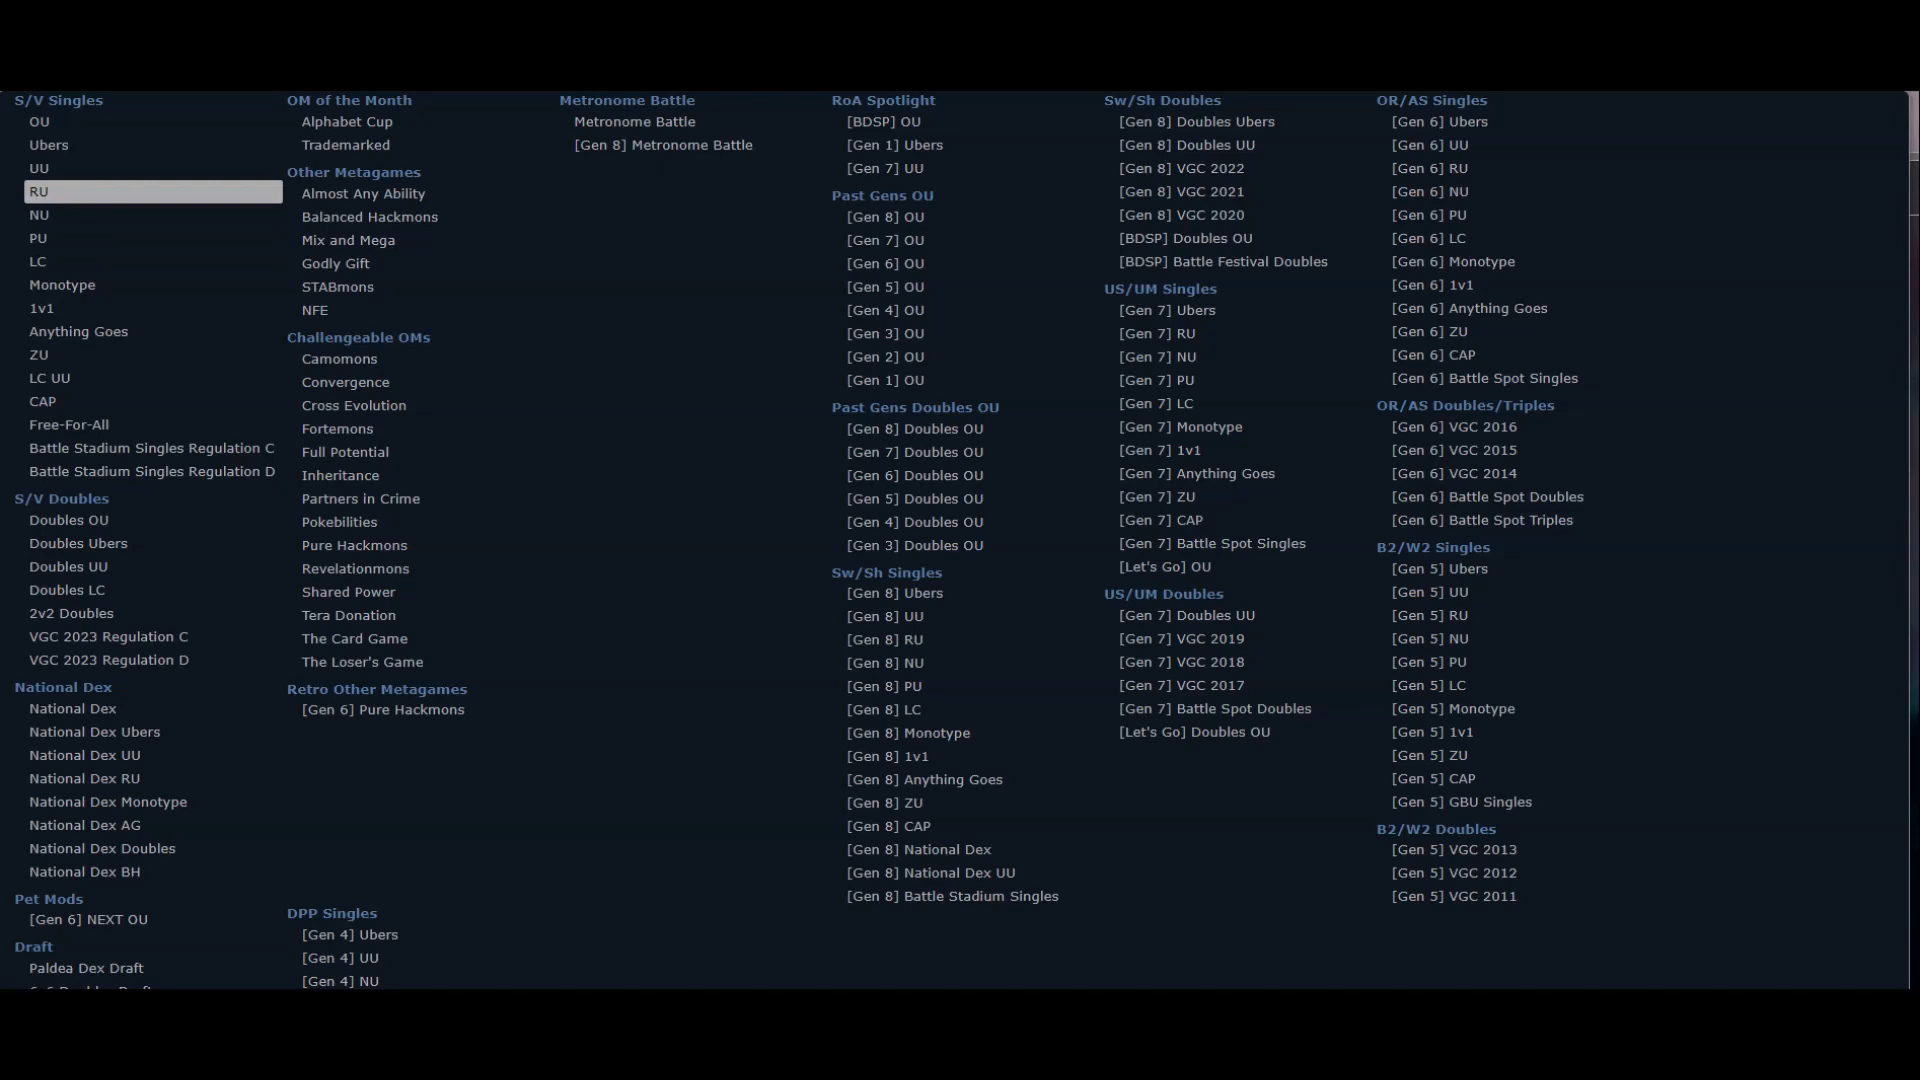 S/V Singles
OU
Ubers
UU
RU
NU
PU
LC
Monotype
1v1
Anything Goes
ZU
LC UU
CAP
Free-For-All
Battle Stadium Singles Regulation C
Battle Stadium Singles Regulation D
S/V Doubles
Doubles OU
Doubles Ubers
Doubles UU
Doubles LC
2v2 Doubles
VGC 2023 Regulation C
VGC 2023 Regulation D
National Dex
National Dex
National Dex Ubers
National Dex UU
National Dex RU
National Dex Monotype
National Dex AG
National Dex Doubles
National Dex BH
Pet Mods
[Gen 6] NEXT OU
Draft
Paldea Dex Draft
OM of the Month
Alphabet Cup
Trademarked
Other Metagames
Almost Any Ability
Balanced Hackmons
Mix and Mega
Godly Gift
STABmons
NFE
Challengeable OMs
Camomons
Convergence
Cross Evolution
Fortemons
Full Potential
Inheritance
Partners in Crime
Pokebilities
Pure Hackmons
Revelationmons
Shared Power
Tera Donation
The Card Game
The Loser's Game
Retro Other Metagames
[Gen 6] Pure Hackmons
DPP Singles
[Gen 4] Ubers
[Gen 4] UU
[Gen 4] NU
Metronome Battle
Metronome Battle
[Gen 8] Metronome Battle
RoA Spotlight
[BDSP] OU
[Gen 1] Ubers
[Gen 7] UU
Past Gens OU
[Gen 8] OU
[Gen 7] OU
[Gen 6] OU
[Gen 5] OU
[Gen 4] OU
[Gen 3] OU
[Gen 2] OU
[Gen 1] OU
Past Gens Doubles OU
[Gen 8] Doubles OU
[Gen 7] Doubles OU
[Gen 6] Doubles OU
[Gen 5] Doubles OU
[Gen 4] Doubles OU
[Gen 3] Doubles OU
Sw/Sh Singles
[Gen 8] Ubers
[Gen 8] UU
[Gen 8] RU
[Gen 8] NU
[Gen 8] PU
[Gen 8] LC
[Gen 8] Monotype
[Gen 8] 1v1
[Gen 8] Anything Goes
[Gen 8] ZU
[Gen 8] CAP
[Gen 8] National Dex
[Gen 8] National Dex UU
[Gen 8] Battle Stadium Singles
Sw/Sh Doubles
[Gen 8] Doubles Ubers
[Gen 8] Doubles UU
[Gen 8] VGC 2022
[Gen 8] VGC 2021
[Gen 8] VGC 2020
[BDSP] Doubles OU
[BDSP] Battle Festival Doubles
US/UM Singles
[Gen 7] Ubers
[Gen 7] RU
[Gen 7] NU
[Gen 7] PU
[Gen 7] LC
[Gen 7] Monotype
[Gen 7] 1v1
[Gen 7] Anything Goes
[Gen 7] ZU
[Gen 7] CAP
[Gen 7] Battle Spot Singles
[Let's Go] OU
US/UM Doubles
[Gen 7] Doubles UU
[Gen 7] VGC 2019
[Gen 7] VGC 2018
[Gen 7] VGC 2017
[Gen 7] Battle Spot Doubles
[Let's Go] Doubles OU
OR/AS Singles
[Gen 6] Ubers
[Gen 6] UU
[Gen 6] RU
[Gen 6] NU
[Gen 6] PU
[Gen 6] LC
[Gen 6] Monotype
[Gen 6] 1v1
[Gen 6] Anything Goes
[Gen 6] ZU
[Gen 6] CAP
[Gen 6] Battle Spot Singles
OR/AS Doubles/Triples
[Gen 6] VGC 2016
[Gen 6] VGC 2015
[Gen 6] VGC 2014
[Gen 6] Battle Spot Doubles
[Gen 6] Battle Spot Triples
B2/W2 Singles
[Gen 5] Ubers
[Gen 5] UU
[Gen 5] RU
[Gen 5] NU
[Gen 5] PU
[Gen 5] LC
[Gen 5] Monotype
[Gen 5] 1v1
[Gen 5] ZU
[Gen 5] CAP
[Gen 5] GBU Singles
B2/W2 Doubles
[Gen 5] VGC 2013
[Gen 5] VGC 2012
[Gen 5] VGC 2011